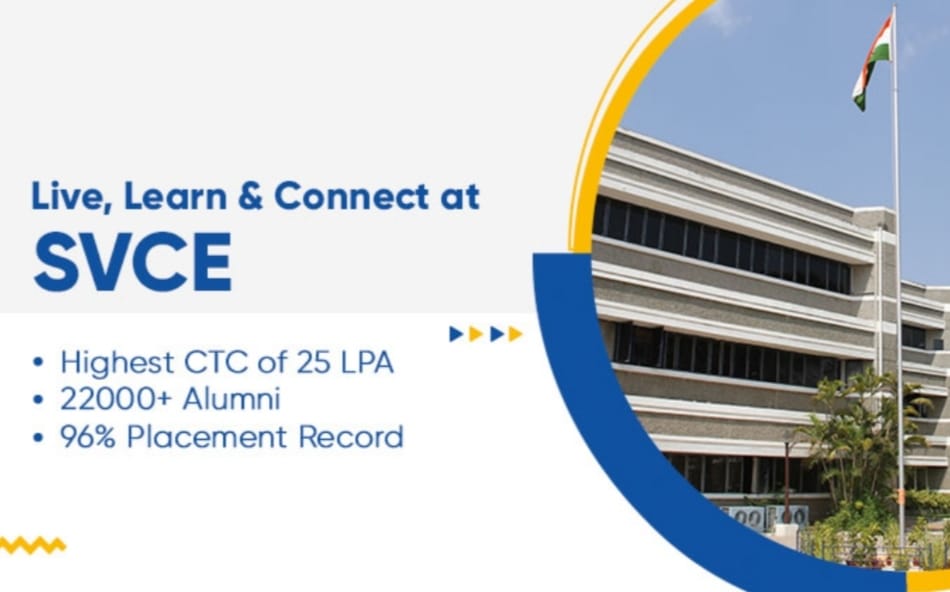 Live, Learn & Connect at
SVCE
• Highest CTC of 25 LPA
• 22000+ Alumni
• 96% Placement Record